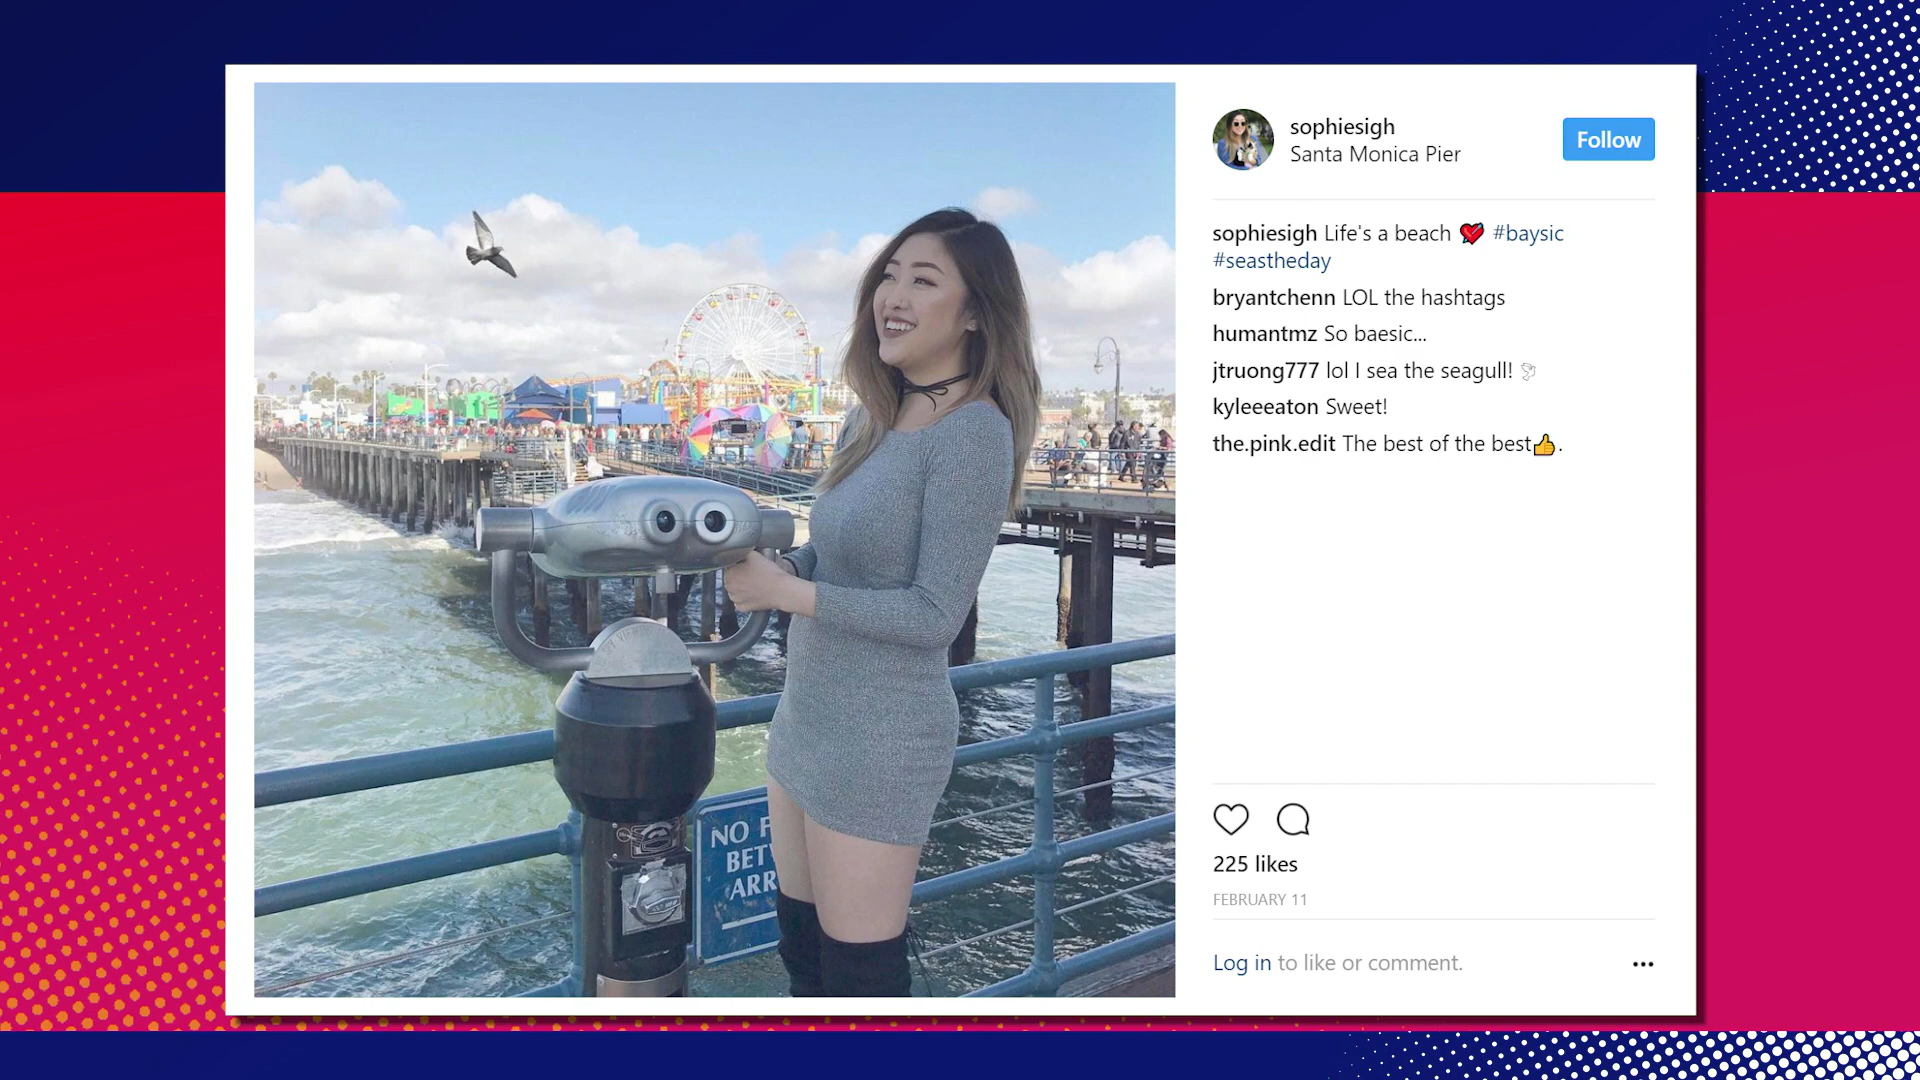 sophiesigh
Santa Monica Pier
Follow
sophiesigh Life's a beach 💘 #baysic
#seastheday
bryantchenn LOL the hashtags
humantmz So baesic...
jtruong777 lol I sea the seagull! 🕊
kyleeeaton Sweet!
the.pink.edit The best of the best👍.
225 likes
FEBRUARY 11
Log in to like or comment.
NO F
BET
ARR